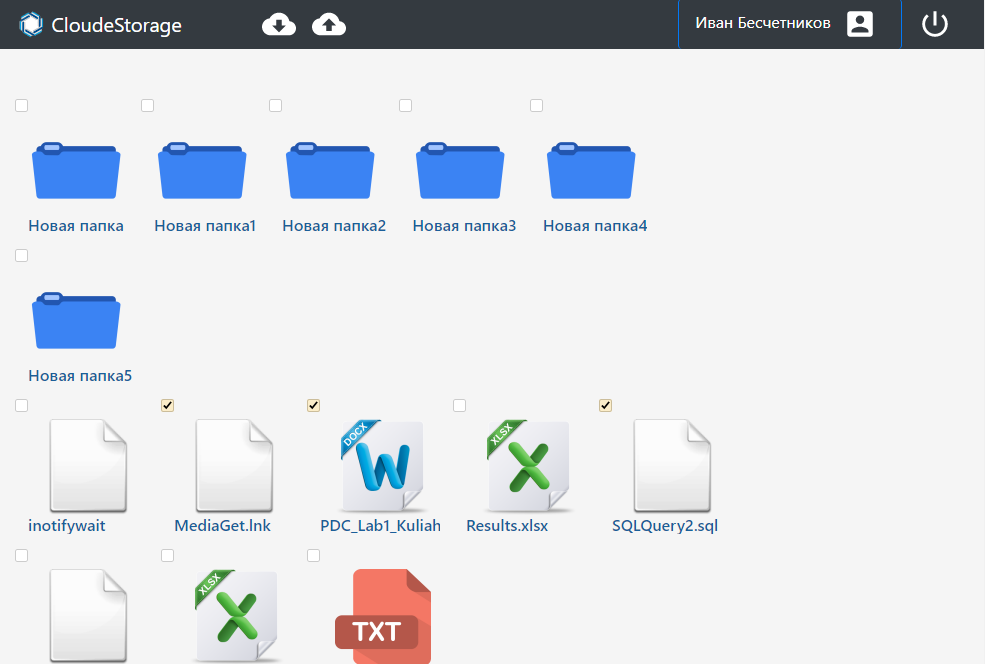 CloudeStorage
Иван Бесчетников
Новая папка
Новая папка1
Новая папка2
Новая папка3
Новая папка4
Новая папка5
DOCX
XLSX
inotifywait
MediaGet.lnk
PDC_Lab1_Kuliah
Results.xlsx
SQLQuery2.sql
XLSX
TXT